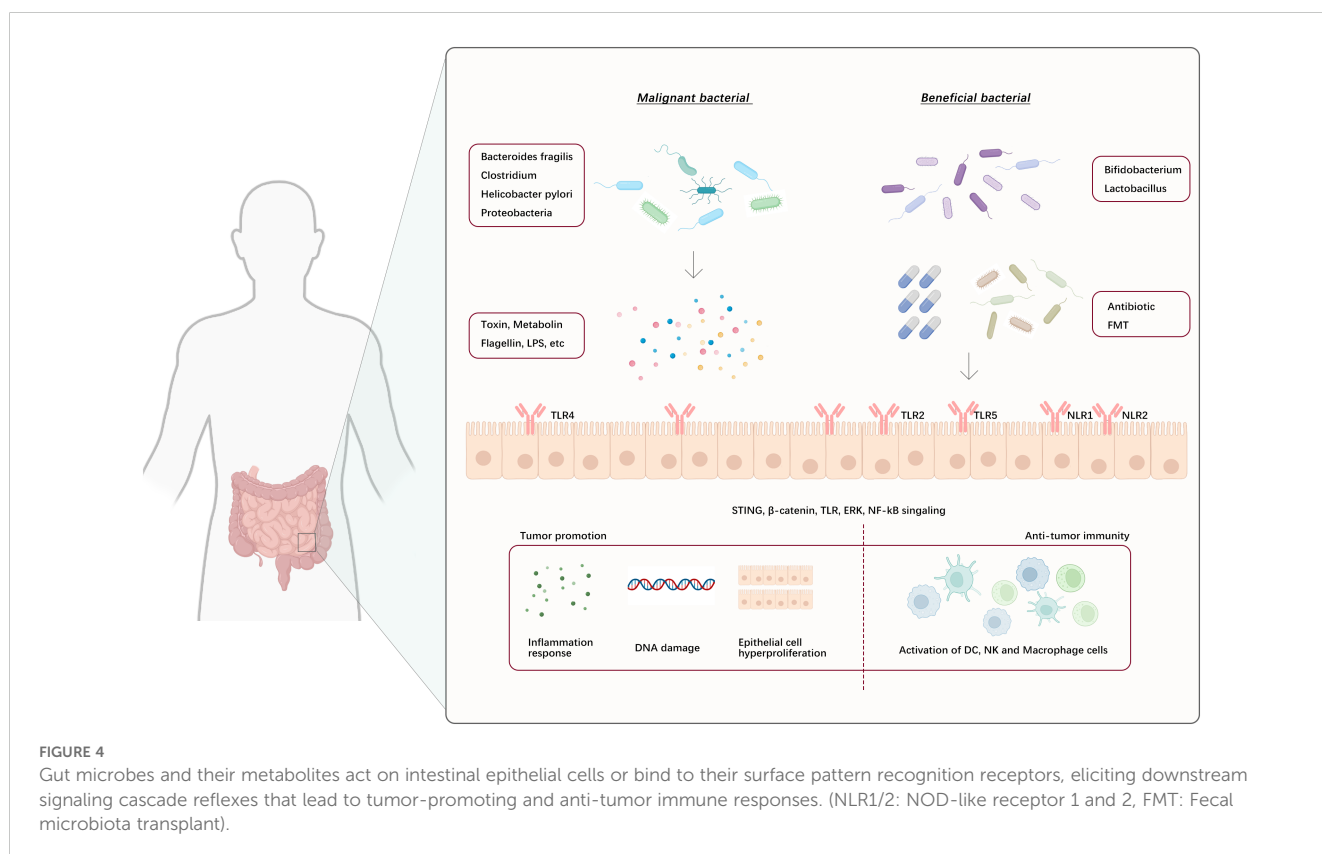 Malignant bacterial
Beneficial bacterial
Bacteroides fragilis
Clostridium
Helicobacter pylori
Proteobacteria
Bifidobacterium
Lactobacillus
Toxin, Metabolin
Flagellin, LPS, etc
Antibiotic
FMT
TLR4
TLR2
TLR5
NLR1
NLR2
STING, β-catenin, TLR, ERK, NF-kB singaling
Tumor promotion
Anti-tumor immunity
Inflammation
response
DNA damage
Epithelial cell
hyperproliferation
Activation of DC, NK and Macrophage cells
FIGURE 4
Gut microbes and their metabolites act on intestinal epithelial cells or bind to their surface pattern recognition receptors, eliciting downstream
signaling cascade reflexes that lead to tumor-promoting and anti-tumor immune responses. (NLR1/2: NOD-like receptor 1 and 2, FMT: Fecal
microbiota transplant).